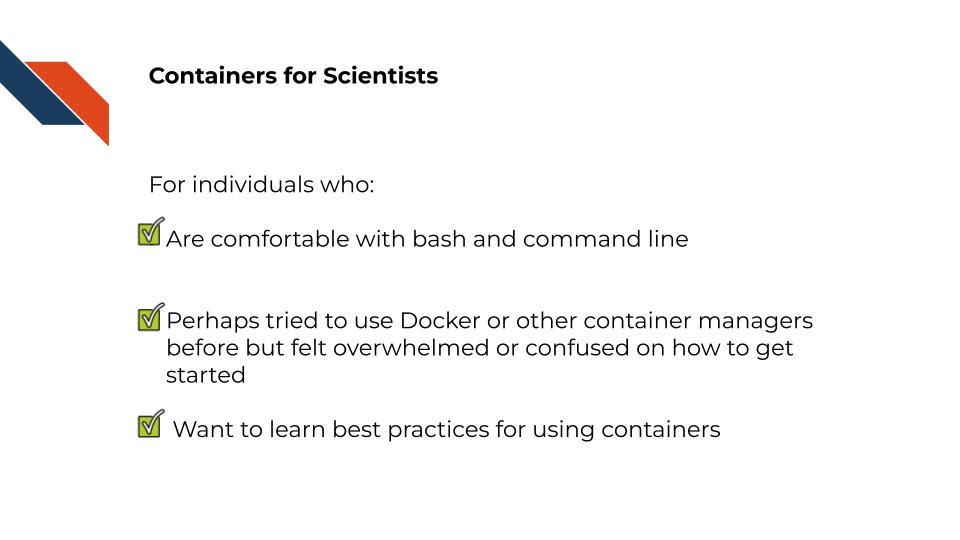 Containers for Scientists
For individuals who:
Are comfortable with bash and command line
Perhaps tried to use Docker or other container managers
before but felt overwhelmed or confused on how to get
started
Want to learn best practices for using containers